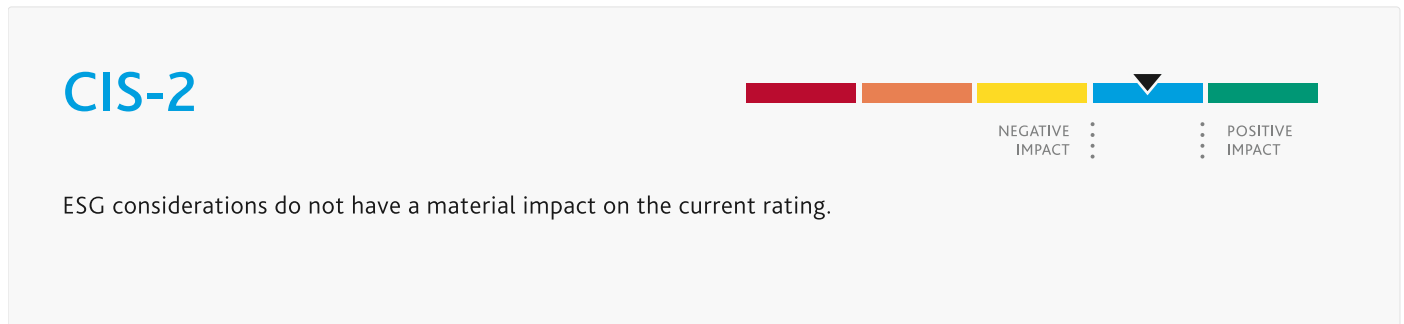 CIS-2
NEGATIVE
IMPACT
POSITIVE
IMPACT
ESG considerations do not have a material impact on the current rating.